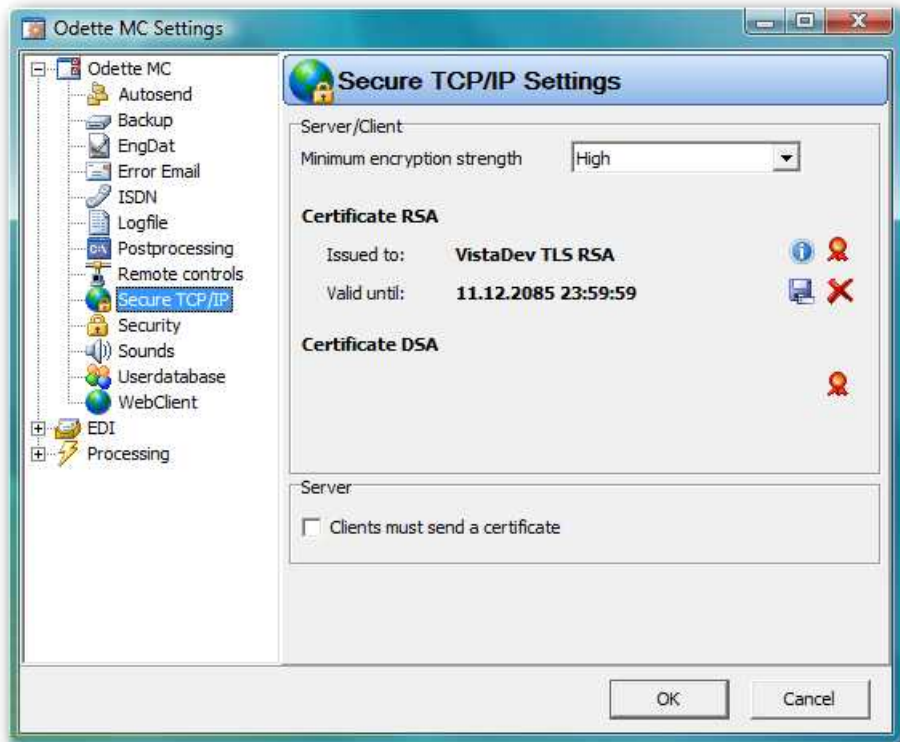 Odette MC Settings
Odette MC
Autosend
Backup
EngDat
Error Email
ISDN
Logfile
Postprocessing
Remote controls
Secure TCP/IP
Security
Sounds
Userdatabase
WebClient
EDI
Processing
Secure TCP/IP Settings
Server/Client
Minimum encryption strength High
Certificate RSA
Issued to: VistaDev TLS RSA
Valid until: 11.12.2085 23:59:59
Certificate DSA
Server
Clients must send a certificate
OK Cancel